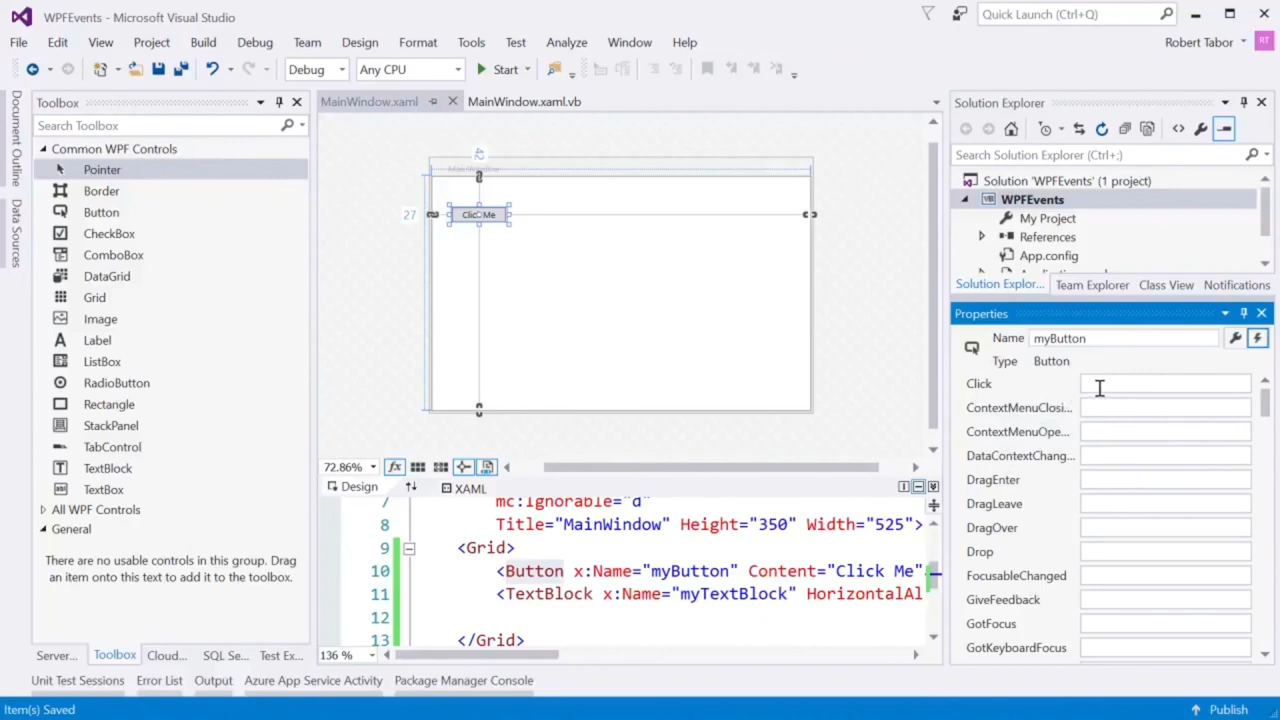 WPFEvents - Microsoft Visual Studio
Quick Launch (Ctrl+Q)
File Edit View Project Build Debug Team Design Format Tools Test Analyze Window Help
Robert Tabor RT
Debug Any CPU Start
Document Outline
Data Sources
Toolbox
Search Toolbox
Common WPF Controls
Pointer
Border
Button
CheckBox
ComboBox
DataGrid
Grid
Image
Label
ListBox
RadioButton
Rectangle
StackPanel
TabControl
TextBlock
TextBox
All WPF Controls
General
There are no usable controls in this group. Drag
an item onto this text to add it to the toolbox.
Server... Toolbox Cloud... SQL Se... Test Ex...
MainWindow.xaml MainWindow.xaml.vb
42
MainWindow
27
Click Me
72.86%
Design XAML
7 mc:Ignorable="d"
8 Title="MainWindow" Height="350" Width="525">
9 <Grid>
10 <Button x:Name="myButton" Content="Click Me"
11 <TextBlock x:Name="myTextBlock" HorizontalAl
12
13 </Grid>
136 %
Solution Explorer
Search Solution Explorer (Ctrl+;)
Solution 'WPFEvents' (1 project)
VB WPFEvents
My Project
References
App.config
Solution Explor... Team Explorer Class View Notifications
Properties
Name myButton
Type Button
Click
ContextMenuClosi...
ContextMenuOpe...
DataContextChang...
DragEnter
DragLeave
DragOver
Drop
FocusableChanged
GiveFeedback
GotFocus
GotKeyboardFocus
Unit Test Sessions Error List Output Azure App Service Activity Package Manager Console
Item(s) Saved
Publish